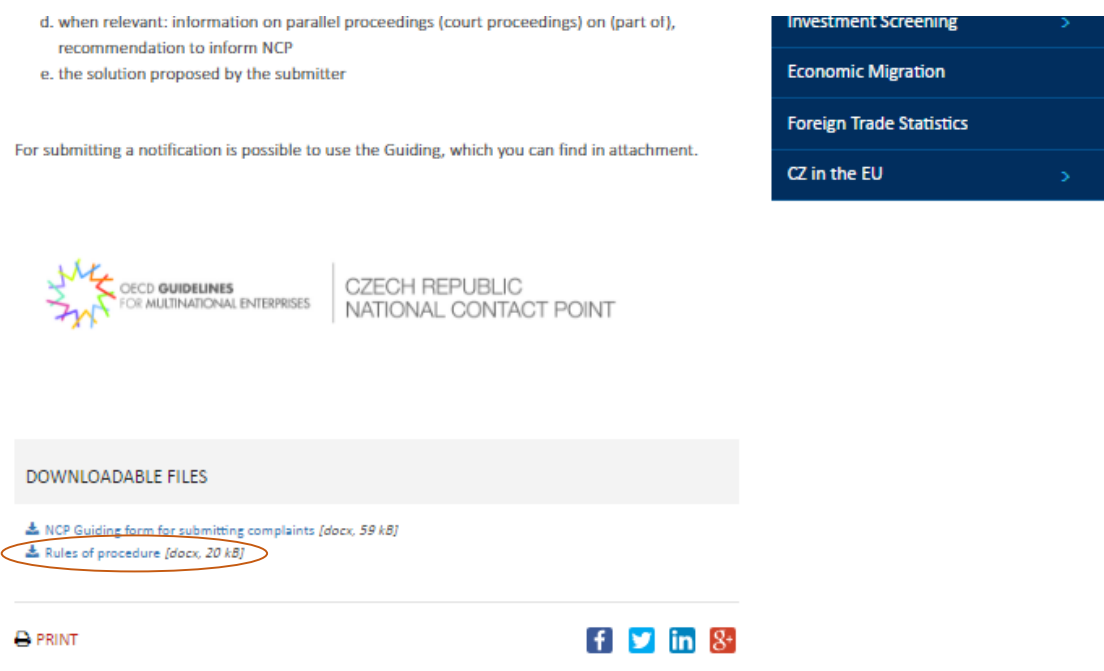 d. when relevant: information on parallel proceedings (court proceedings) on (part of),
recommendation to inform NCP
e. the solution proposed by the submitter
For submitting a notification is possible to use the Guiding, which you can find in attachment.
OECD GUIDELINES
FOR MULTINATIONAL ENTERPRISES
CZECH REPUBLIC
NATIONAL CONTACT POINT
DOWNLOADABLE FILES
NCP Guiding form for submitting complaints [docx, 59 kB]
Rules of procedure [docx, 20 kB]
PRINT
f in 8+
Investment Screening >
Economic Migration
Foreign Trade Statistics
CZ in the EU >